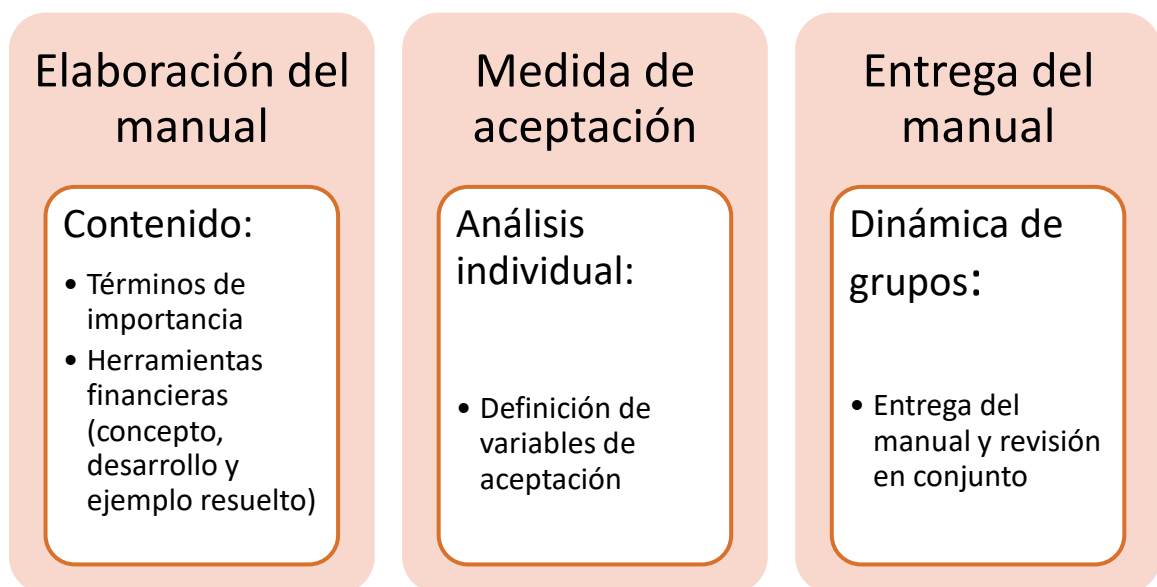 Elaboración del
manual
Contenido:
• Términos de
importancia
• Herramientas
financieras
(concepto,
desarrollo y
ejemplo resuelto)
Medida de
aceptación
Análisis
individual:
• Definición de
variables de
aceptación
Entrega del
manual
Dinámica de
grupos:
• Entrega del
manual y revisión
en conjunto